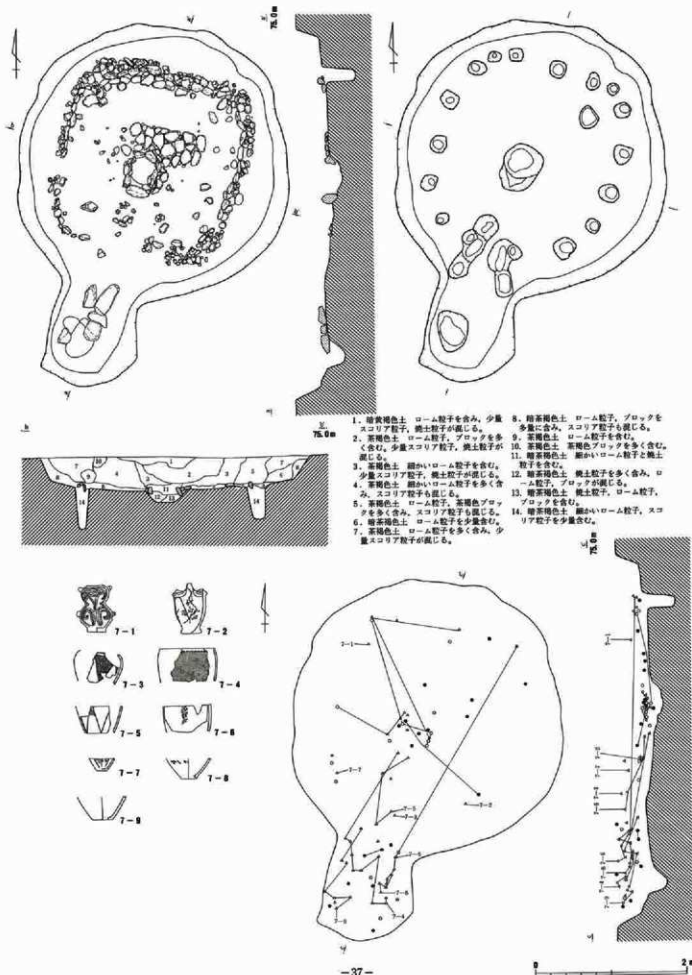 75.0m
75.0m
1. 暗黄褐色土 ローム粒子を含み、少量
スコリア粒子、焼土粒子が混じる。
2. 茶褐色土 ローム粒子、ブロックを多
く含む。少量スコリア粒子、焼土粒子が
混じる。
3. 茶褐色土 細かいローム粒子を含む。
少量スコリア粒子、焼土粒子が混じる。
4. 茶褐色土 細かいローム粒子を多く含
み、スコリア粒子も混じる。
5. 茶褐色土 ローム粒子、茶褐色ブロッ
クを多く含み、スコリア粒子も混じる。
6. 暗茶褐色土 ローム粒子を少量含む。
7. 茶褐色土 ローム粒子を多く含み、少
量スコリア粒子が混じる。
8. 暗茶褐色土 ローム粒子、ブロックを
多量に含み、スコリア粒子も混じる。
9. 茶褐色土 ローム粒子を含む。
10. 茶褐色土 茶褐色ブロックを多く含む。
11. 暗茶褐色土 細かいローム粒子と焼土
粒子を含む。
12. 暗茶褐色土 焼土粒子を多く含み、ロ
ーム粒子、ブロックが混じる。
13. 暗茶褐色土 焼土粒子、ローム粒子、
ブロックを含む。
14. 暗茶褐色土 細かいローム粒子、スコ
リア粒子を少量含む。
75.0m
7-1
7-2
7-3
7-4
7-5
7-6
7-7
7-8
7-9
7-1
7-7
7-2
7-4
-37-
0
2m